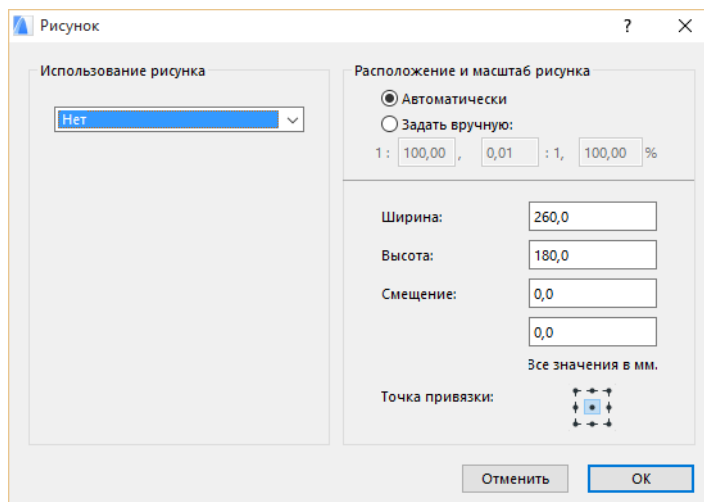 Рисунок ?
Использование рисунка
Нет
Расположение и масштаб рисунка
Автоматически
Задать вручную:
1 : 100,00 , 0,01 : 1, 100,00 %
Ширина: 260,0
Высота: 180,0
Смещение: 0,0
0,0
Все значения в мм.
Точка привязки:
Отменить OK